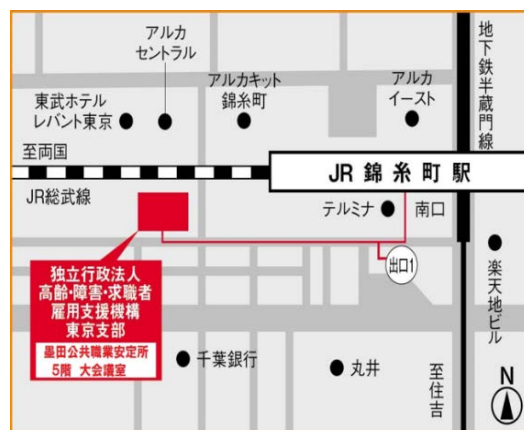 アルカ
セントラル
東武ホテル
レバント東京
アルカキット
錦糸町
アルカ
イースト
地下鉄半蔵門線
至両国
JR 錦糸町駅
JR総武線
テルミナ
南口
出口1
独立行政法人
高齢・障害・求職者
雇用支援機構
東京支部
墨田公共職業安定所
5階 大会議室
楽天地ビル
千葉銀行
丸井
至住吉
N